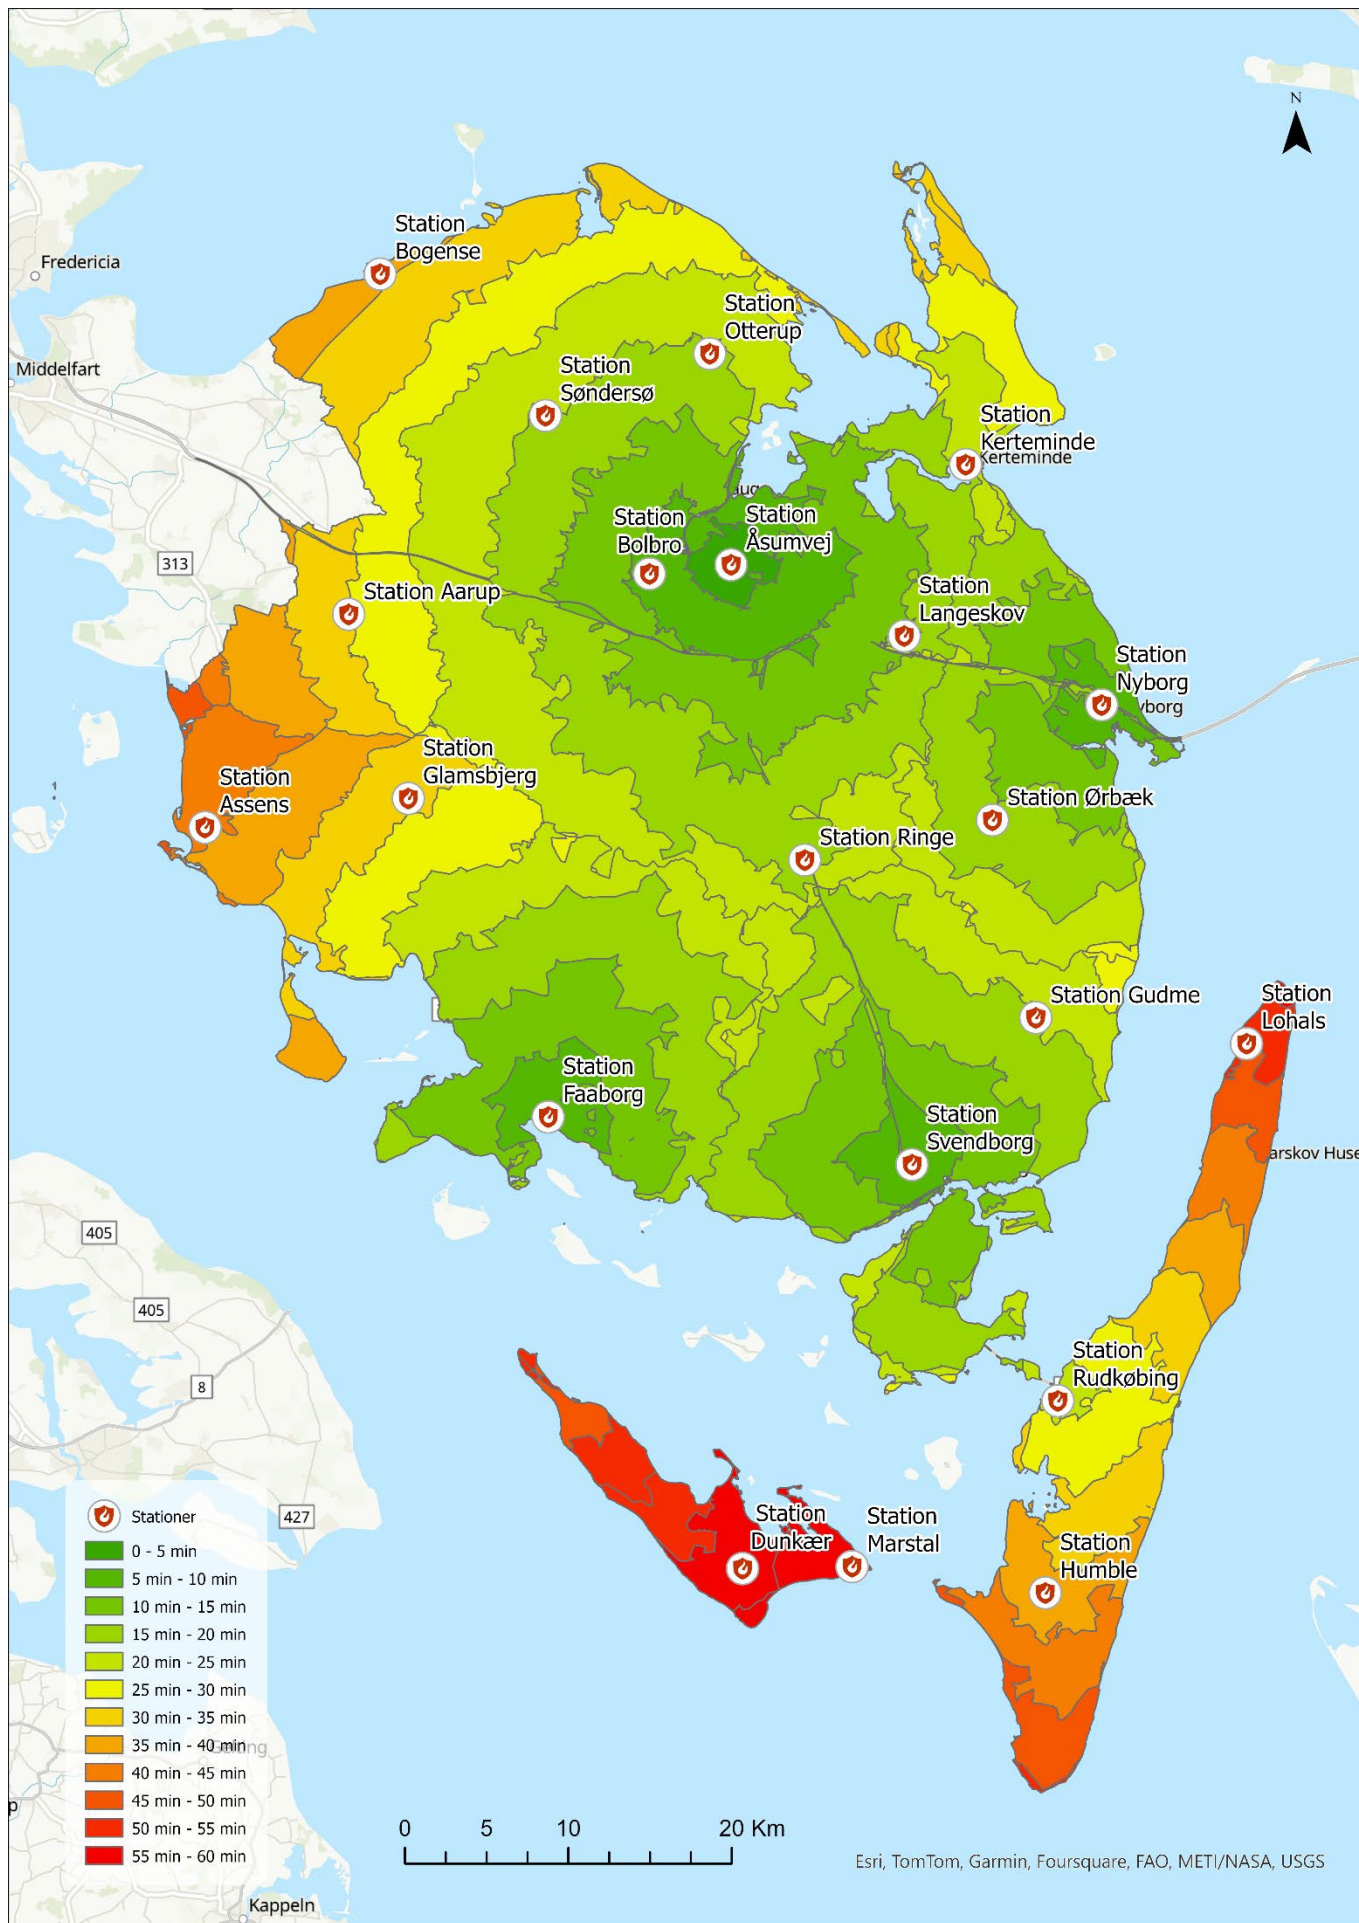 N
Station
Bogense
Fredericia
Station
Otterup
Middelfart
Station
Søndersø
Station
Kerteminde
Kerteminde
Station
Bolbro
Station
Åsumvej
313
Station Aarup
Station
Langeskov
Station
Nyborg
yborg
Station
Glamsbjerg
Station
Assens
Station Ørbæk
Station Ringe
Station Gudme
Station
Lohals
Station
Faaborg
Station
Svendborg
arskov Huse
405
405
8
Station
Rudkøbing
427
Station
Dunkær
Station
Marstal
Station
Humble
Stationer
0 - 5 min
5 min - 10 min
10 min - 15 min
15 min - 20 min
20 min - 25 min
25 min - 30 min
30 min - 35 min
35 min - 40 min
40 min - 45 min
45 min - 50 min
50 min - 55 min
55 min - 60 min
p
0 5 10 20 Km
Esri, TomTom, Garmin, Foursquare, FAO, METI/NASA, USGS
Kappeln